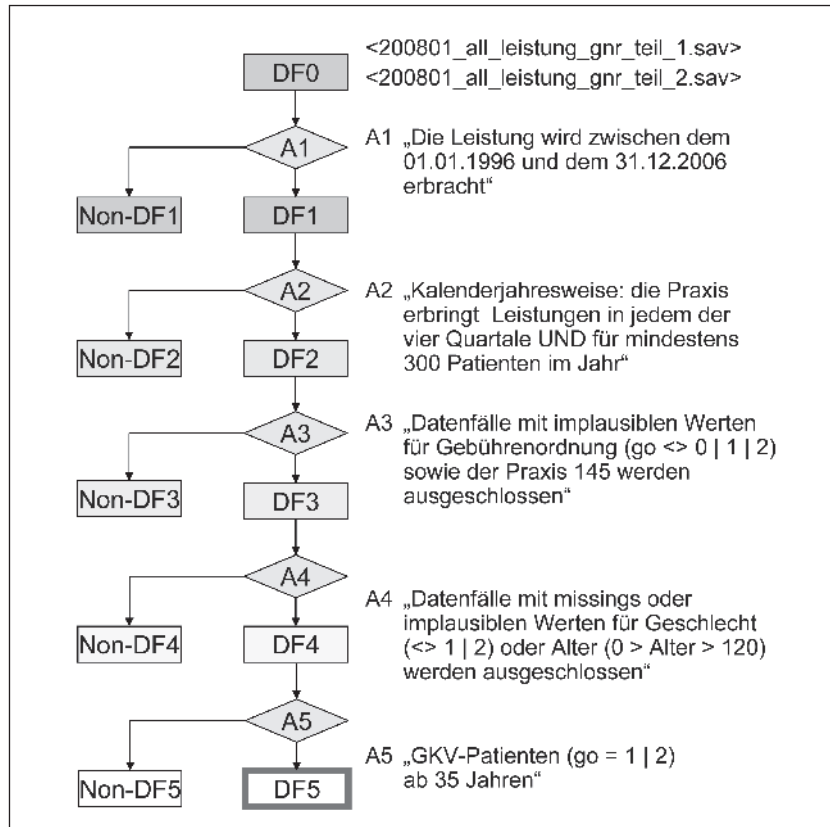 <200801_all_leistung_gnr_teil_1.sav>
DF0
<200801_all_leistung_gnr_teil_2.sav>
A1
A1 „Die Leistung wird zwischen dem
01.01.1996 und dem 31.12.2006
erbracht“
Non-DF1
DF1
A2
A2 „Kalenderjahresweise: die Praxis
erbringt Leistungen in jedem der
vier Quartale UND für mindestens
300 Patienten im Jahr“
Non-DF2
DF2
A3
A3 „Datenfälle mit implausiblen Werten
für Gebührenordnung (go <> 0 | 1 | 2)
sowie der Praxis 145 werden
ausgeschlossen“
Non-DF3
DF3
A4
A4 „Datenfälle mit missings oder
implausiblen Werten für Geschlecht
(<> 1 | 2) oder Alter (0 > Alter > 120)
werden ausgeschlossen“
Non-DF4
DF4
A5
A5 „GKV-Patienten (go = 1 | 2)
ab 35 Jahren“
Non-DF5
DF5